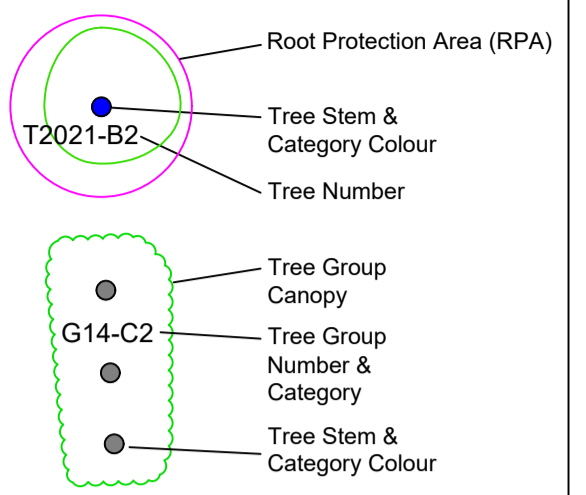 Root Protection Area (RPA)
Tree Stem &
Category Colour
T2021-B2
Tree Number
Tree Group
Canopy
G14-C2
Tree Group
Number &
Category
Tree Stem &
Category Colour